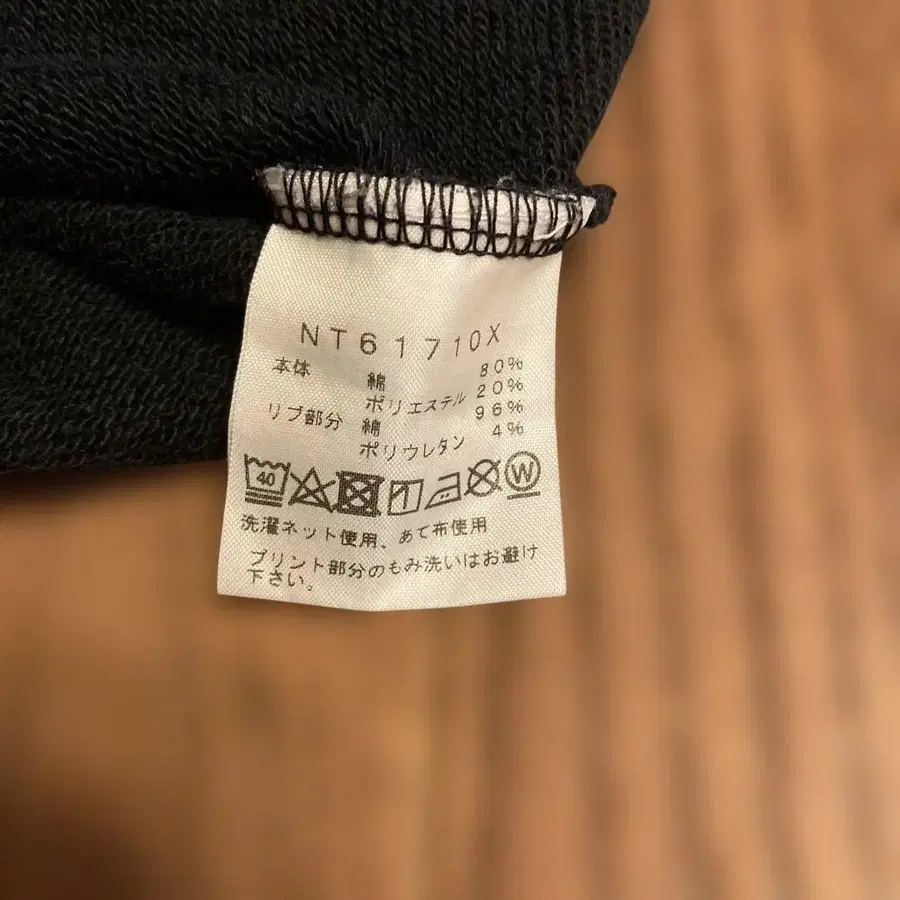 NT61710X
本体 綿 80%
ポリエステル 20%
リブ部分 綿 96%
ポリウレタン 4%
40 W
洗濯ネット使用、あて布使用
プリント部分のもみ洗いはお避け
下さい。